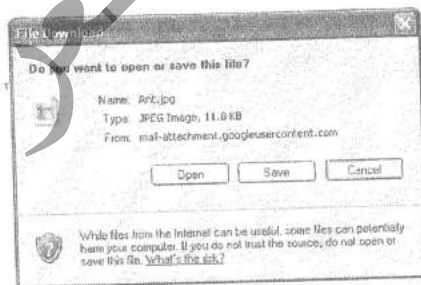 File Download
Do you want to open or save this file?
Name: Ant.jpg
Type: JPEG Image, 11.8 KB
From: mail-attachment.googleusercontent.com
Open Save Cancel
While files from the Internet can be useful, some files can potentially
harm your computer. If you do not trust the source, do not open or
save this file. What's the risk?